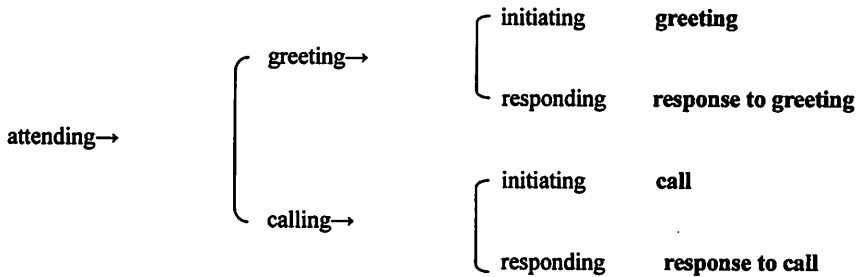 initiating greeting
greeting→
responding response to greeting
attending→
initiating call
calling→
responding response to call